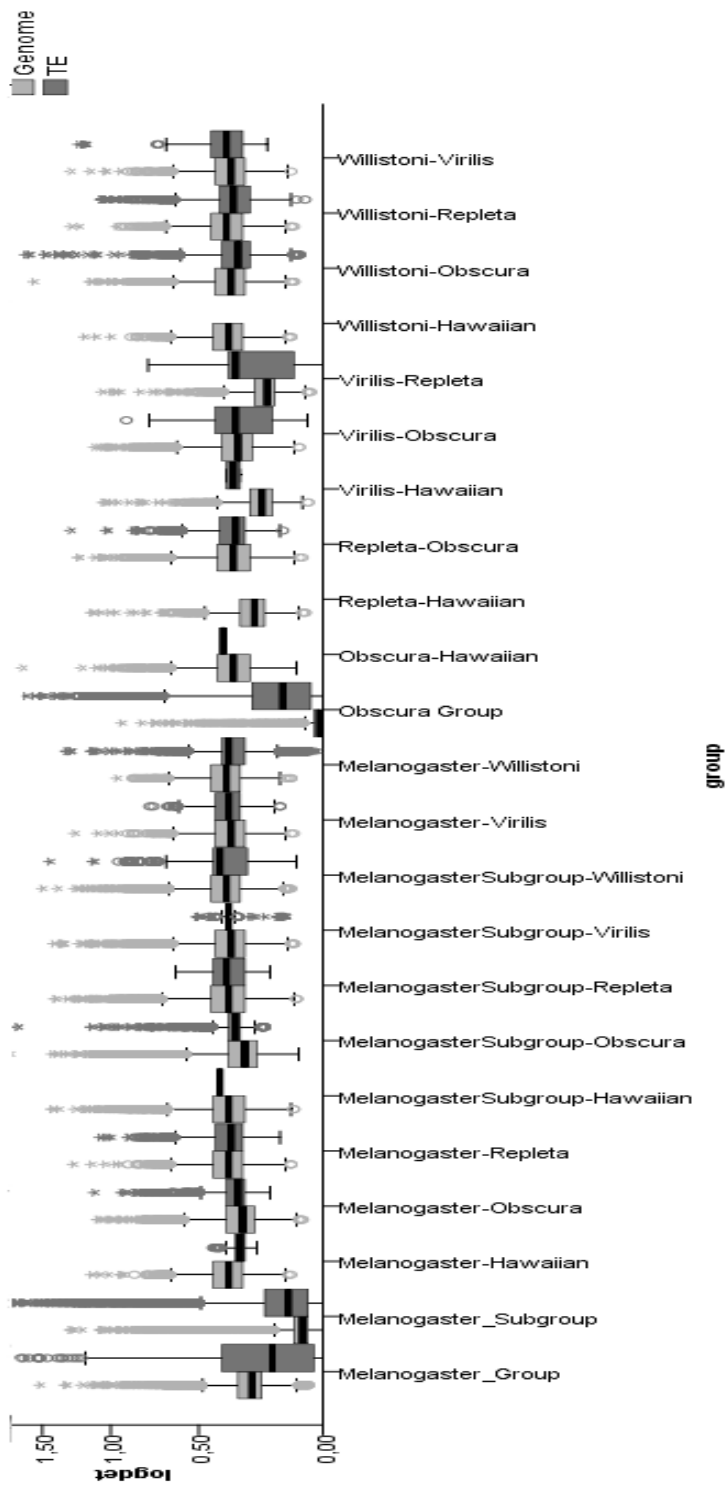 Genome
TE
Willistoni-Virilis
Willistoni-Repleta
Willistoni-Obscura
Willistoni-Hawaiian
Virilis-Repleta
Virilis-Obscura
Virilis-Hawaiian
Repleta-Obscura
Repleta-Hawaiian
Obscura-Hawaiian
Obscura Group
Melanogaster-Willistoni
Melanogaster-Virilis
MelanogasterSubgroup-Willistoni
MelanogasterSubgroup-Virilis
MelanogasterSubgroup-Repleta
MelanogasterSubgroup-Obscura
MelanogasterSubgroup-Hawaiian
Melanogaster-Repleta
Melanogaster-Obscura
Melanogaster-Hawaiian
Melanogaster_Subgroup
Melanogaster_Group
group
1,50
1,00
0,50
0,00
logdet